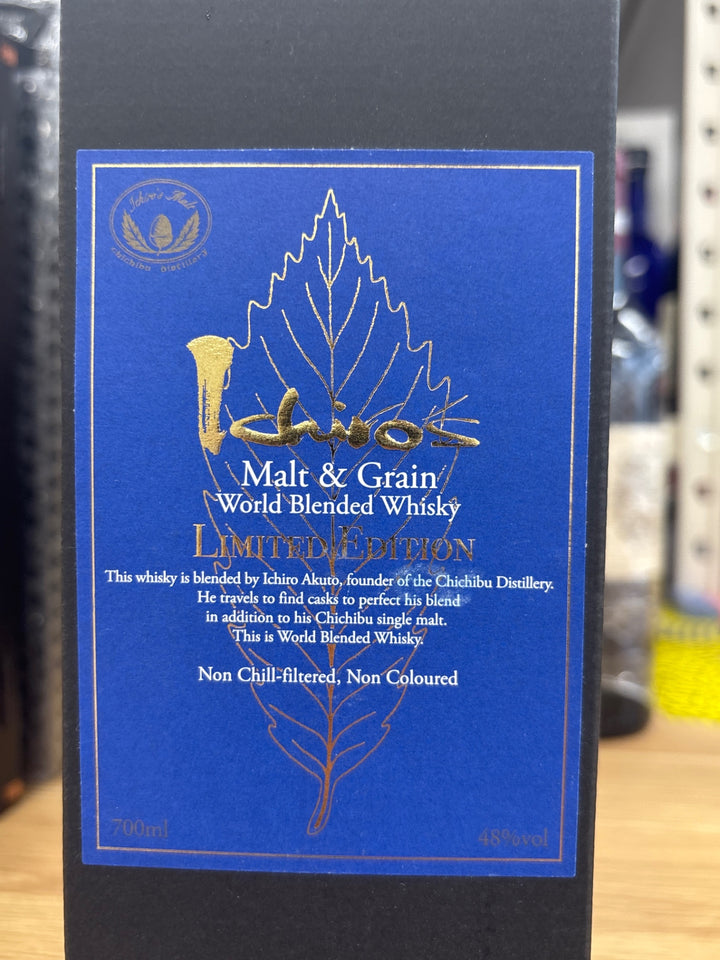 Ichiro's Malt
Chichibu Distillery
Ichiro's
Malt & Grain
World Blended Whisky
LIMITED EDITION
This whisky is blended by Ichiro Akuto, founder of the Chichibu Distillery.
He travels to find casks to perfect his blend
in addition to his Chichibu single malt.
This is World Blended Whisky.
Non Chill-filtered, Non Coloured
700ml
48%vol